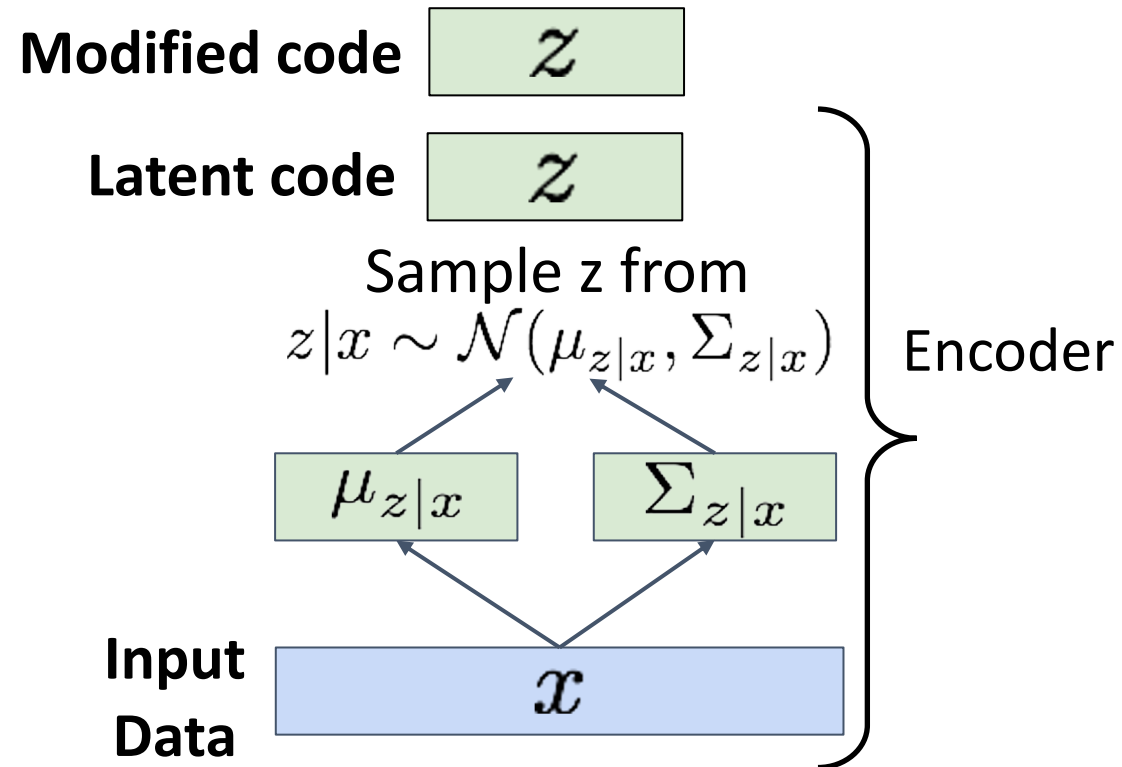 Modified code z
Latent code z
Sample z from
z|x ∼ 𝒩(μ_{z|x}, Σ_{z|x})
Encoder
μ_{z|x} Σ_{z|x}
Input
Data
x